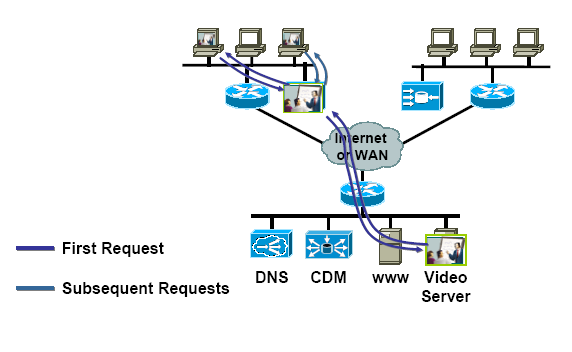 Internet
or WAN
First Request
Subsequent Requests
DNS
CDM
www
Video
Server